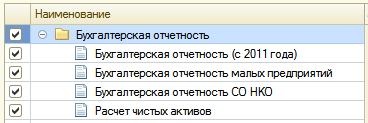 Наименование
Бухгалтерская отчетность
Бухгалтерская отчетность (с 2011 года)
Бухгалтерская отчетность малых предприятий
Бухгалтерская отчетность СО НКО
Расчет чистых активов